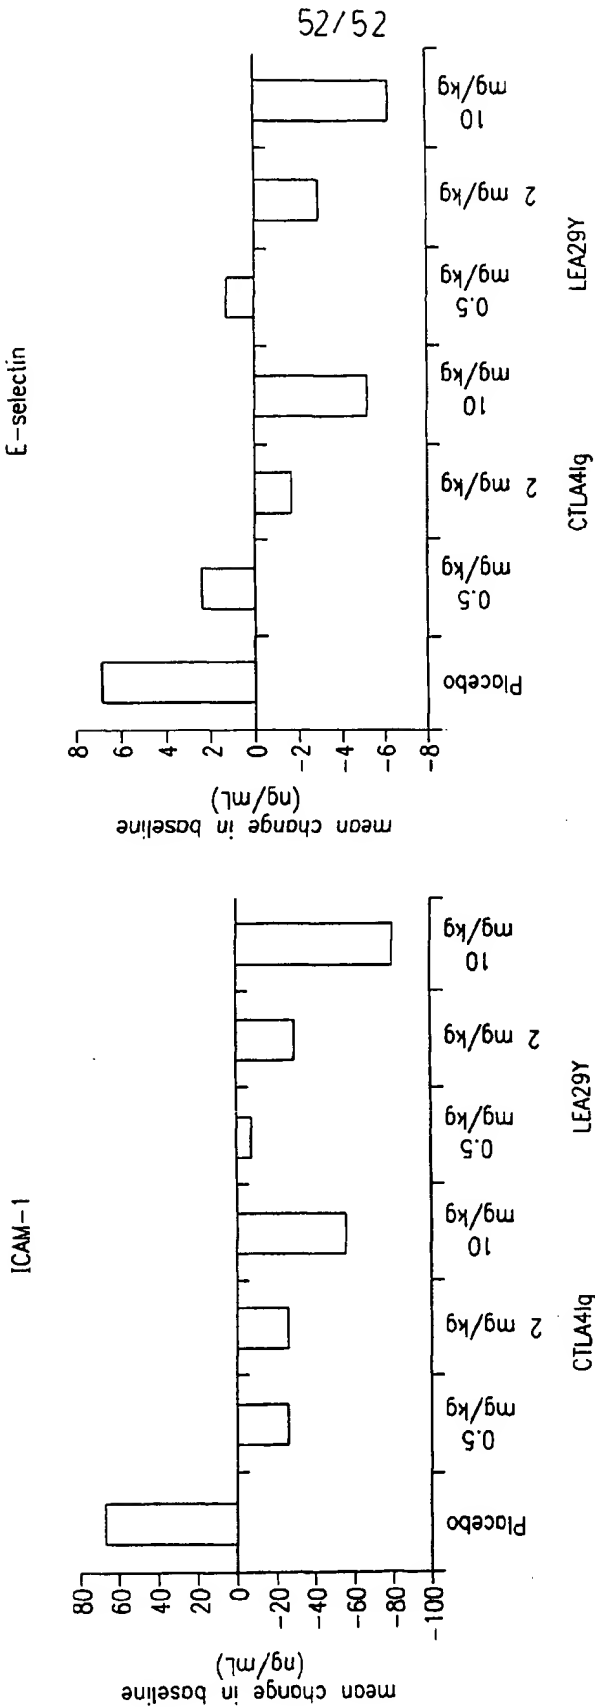 52/52
ICAM-1
mean change in baseline
(ng/mL)
80
60
40
20
0
-20
-40
-60
-80
-100
Placebo
0.5
mg/kg
2 mg/kg
10
mg/kg
0.5
mg/kg
2 mg/kg
10
mg/kg
CTLA4Ig
LEA29Y
E-selectin
mean change in baseline
(ng/mL)
8
6
4
2
0
-2
-4
-6
-8
Placebo
0.5
mg/kg
2 mg/kg
10
mg/kg
0.5
mg/kg
2 mg/kg
10
mg/kg
CTLA4Ig
LEA29Y